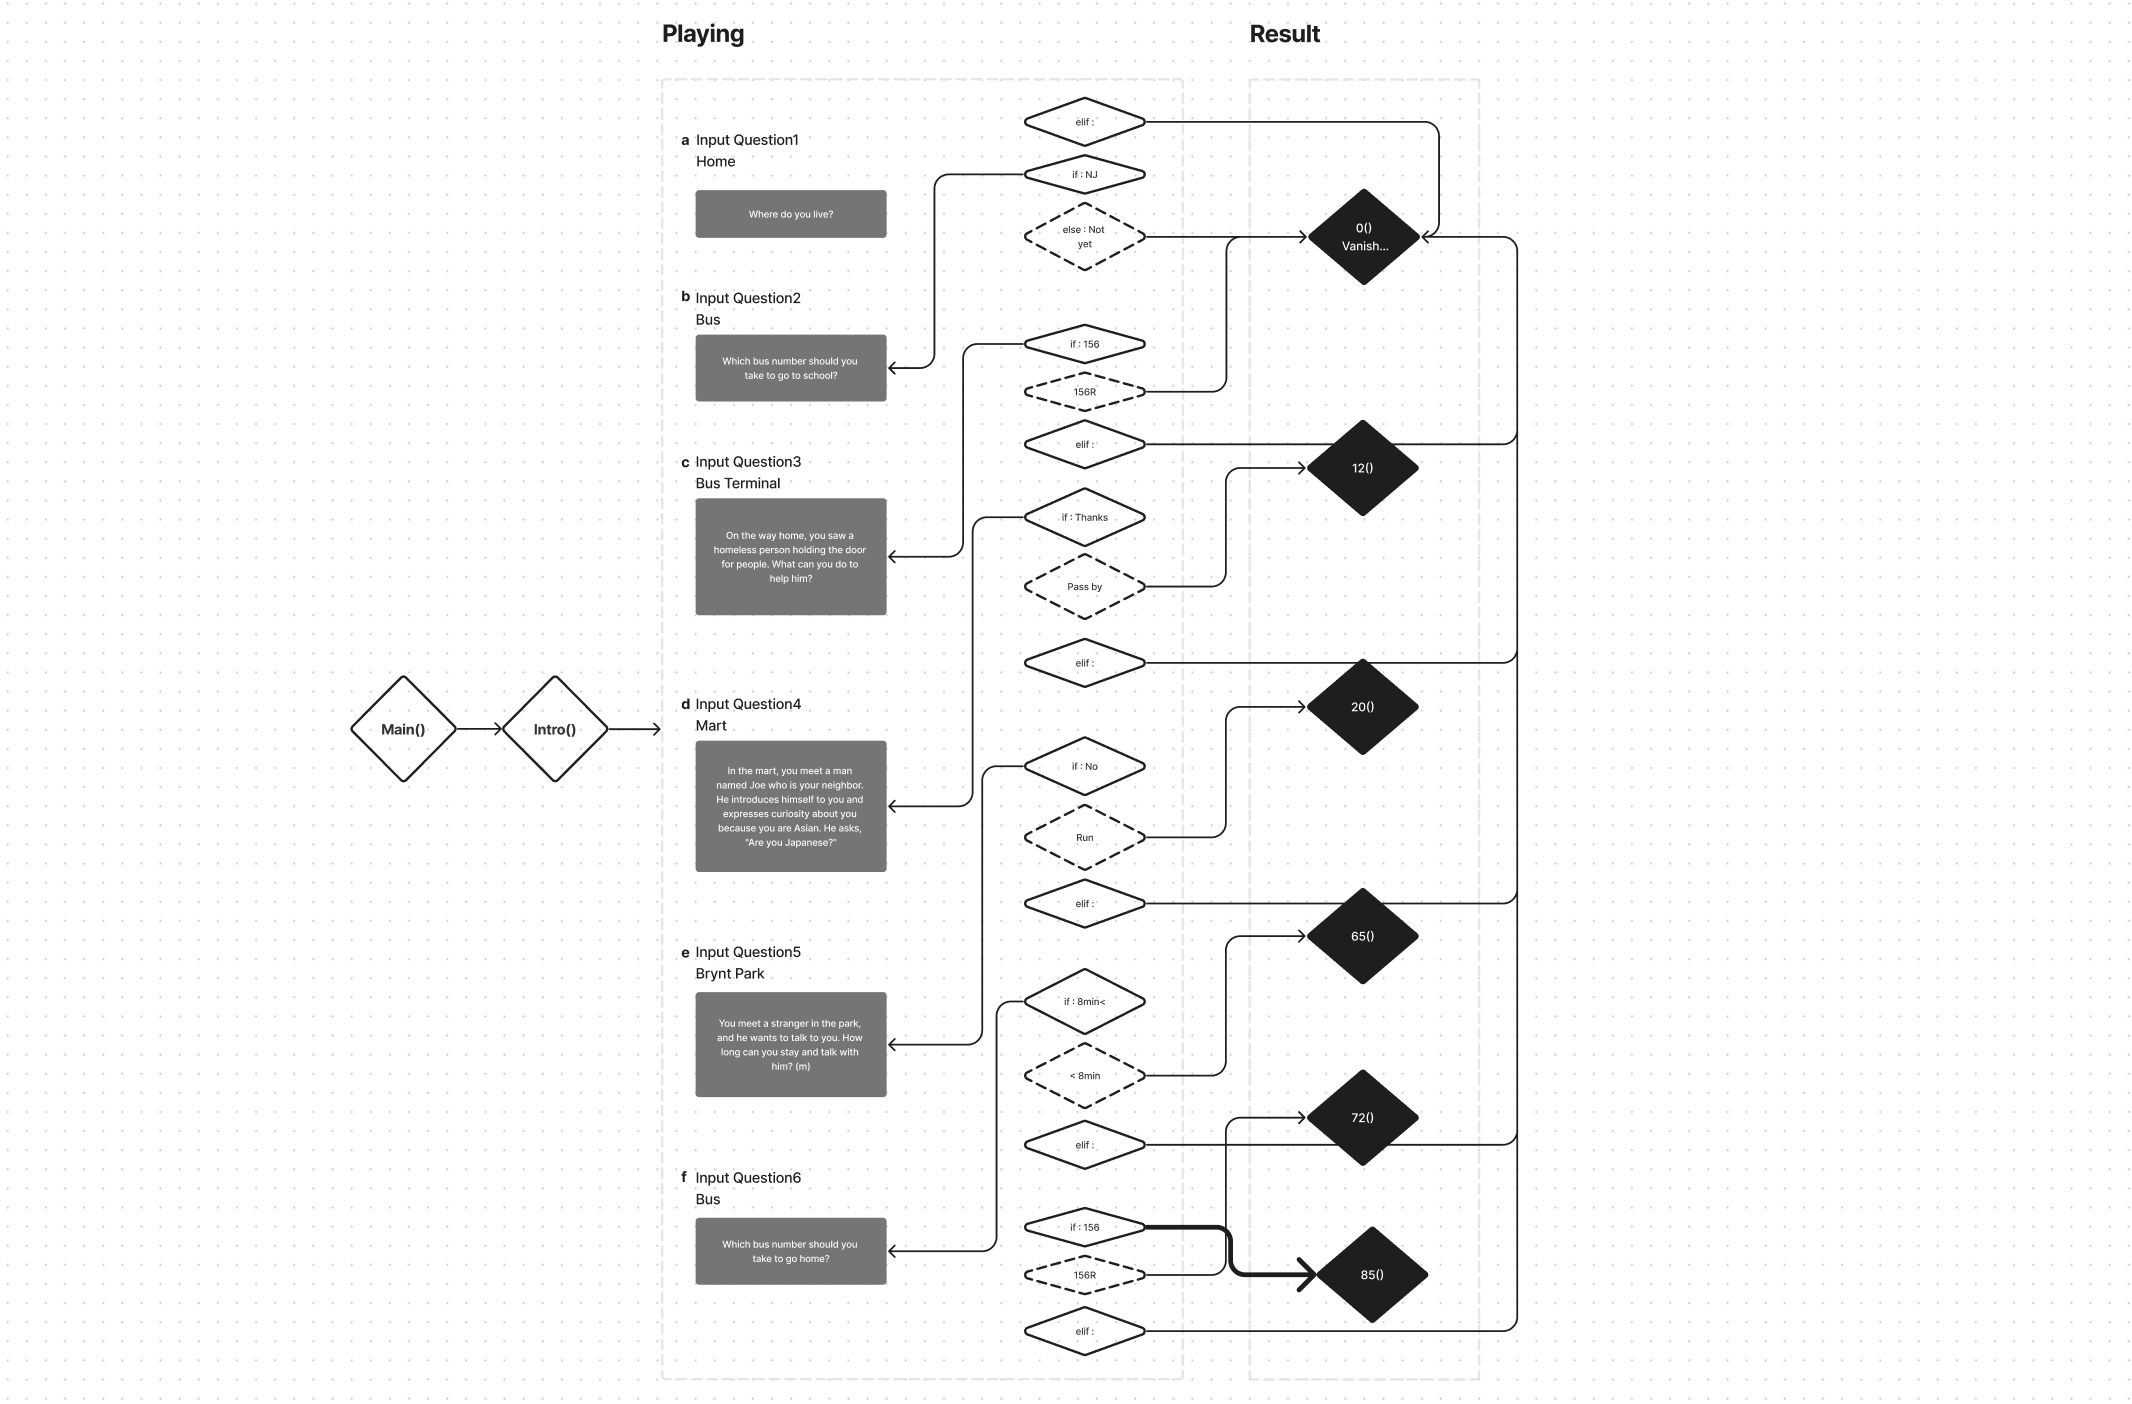 Playing
Result
elif :
a Input Question1
Home
if : NJ
Where do you live?
else : Not
yet
0()
Vanish...
b Input Question2
Bus
if : 156
Which bus number should you
take to go to school?
156R
elif :
c Input Question3
Bus Terminal
12()
if : Thanks
On the way home, you saw a
homeless person holding the door
for people. What can you do to
help him?
Pass by
elif :
Main()
Intro()
d Input Question4
Mart
20()
if : No
In the mart, you meet a man
named Joe who is your neighbor.
He introduces himself to you and
expresses curiosity about you
because you are Asian. He asks,
"Are you Japanese?"
Run
elif :
65()
e Input Question5
Brynt Park
if : 8min<
You meet a stranger in the park,
and he wants to talk to you. How
long can you stay and talk with
him? (m)
< 8min
72()
elif :
f Input Question6
Bus
if : 156
Which bus number should you
take to go home?
156R
85()
elif :